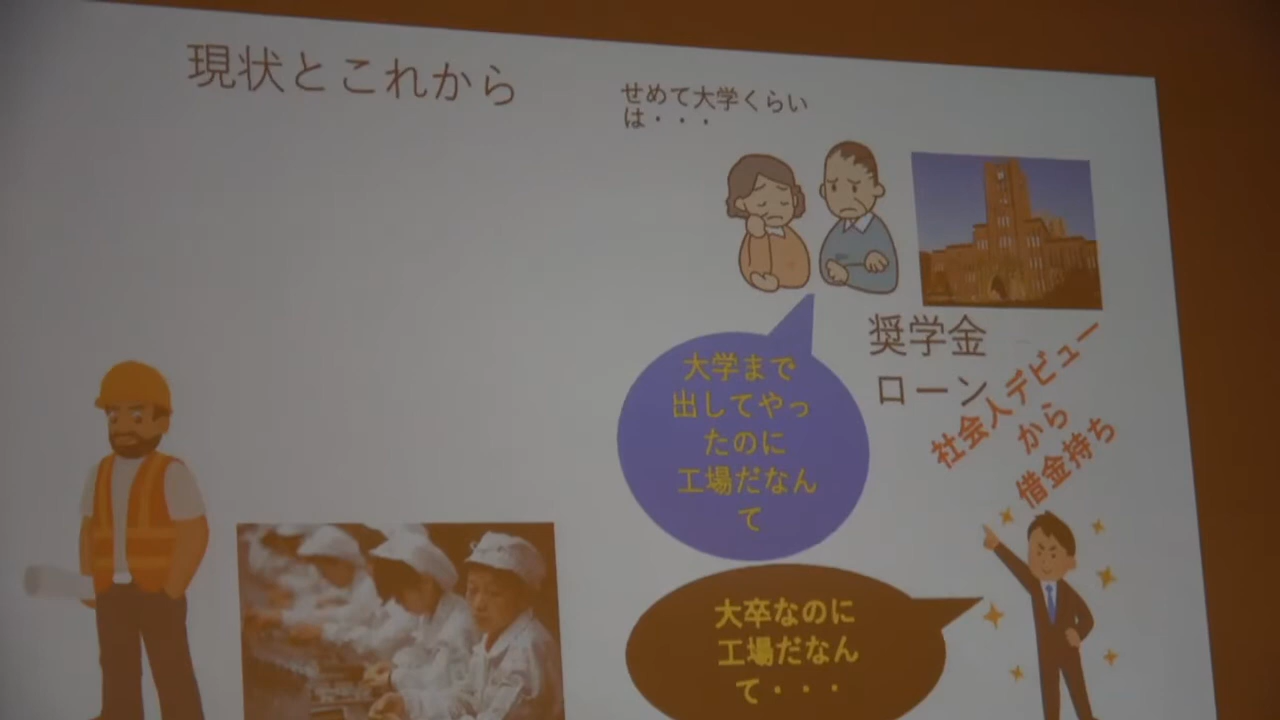 現状とこれから
せめて大学くらい
は・・・
奨学金
ローン
社会人デビュー
から
借金持ち
大学まで
出してやっ
たのに
工場だなん
て
大卒なのに
工場だなん
て・・・